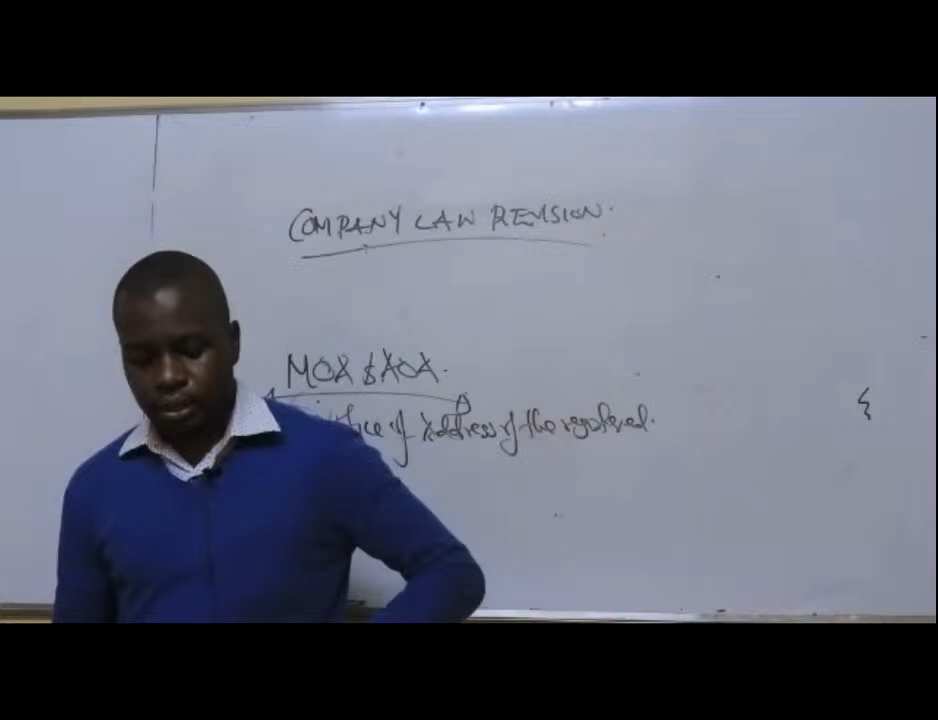 COMPANY LAW REVISION.
MOA & AOA.
of Address of the registered.